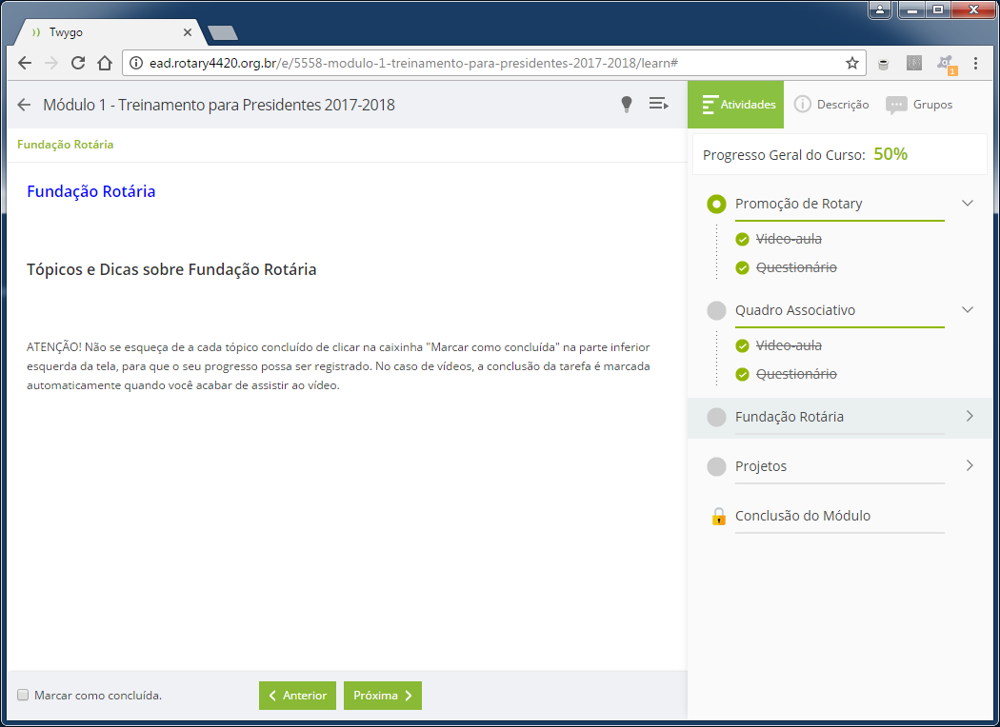 Twygo
ead.rotary4420.org.br/e/5558-modulo-1-treinamento-para-presidentes-2017-2018/learn#
1
Módulo 1 - Treinamento para Presidentes 2017-2018
Atividades
Descrição
Grupos
Fundação Rotária
Fundação Rotária
Tópicos e Dicas sobre Fundação Rotária
ATENÇÃO! Não se esqueça de a cada tópico concluído de clicar na caixinha "Marcar como concluída" na parte inferior
esquerda da tela, para que o seu progresso possa ser registrado. No caso de vídeos, a conclusão da tarefa é marcada
automaticamente quando você acabar de assistir ao vídeo.
Progresso Geral do Curso: 50%
Promoção de Rotary
Video-aula
Questionário
Quadro Associativo
Video-aula
Questionário
Fundação Rotária
Projetos
Conclusão do Módulo
Marcar como concluída.
Anterior
Próxima